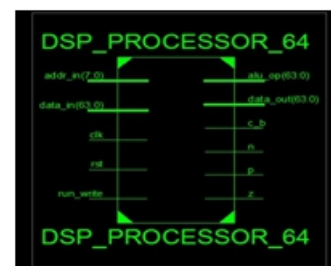 DSP_PROCESSOR_64
addr_in(7:0)
alu_op(63:0)
data_in(63:0)
data_out(63:0)
clk
c_b
n
rst
p
run_write
z
DSP_PROCESSOR_64